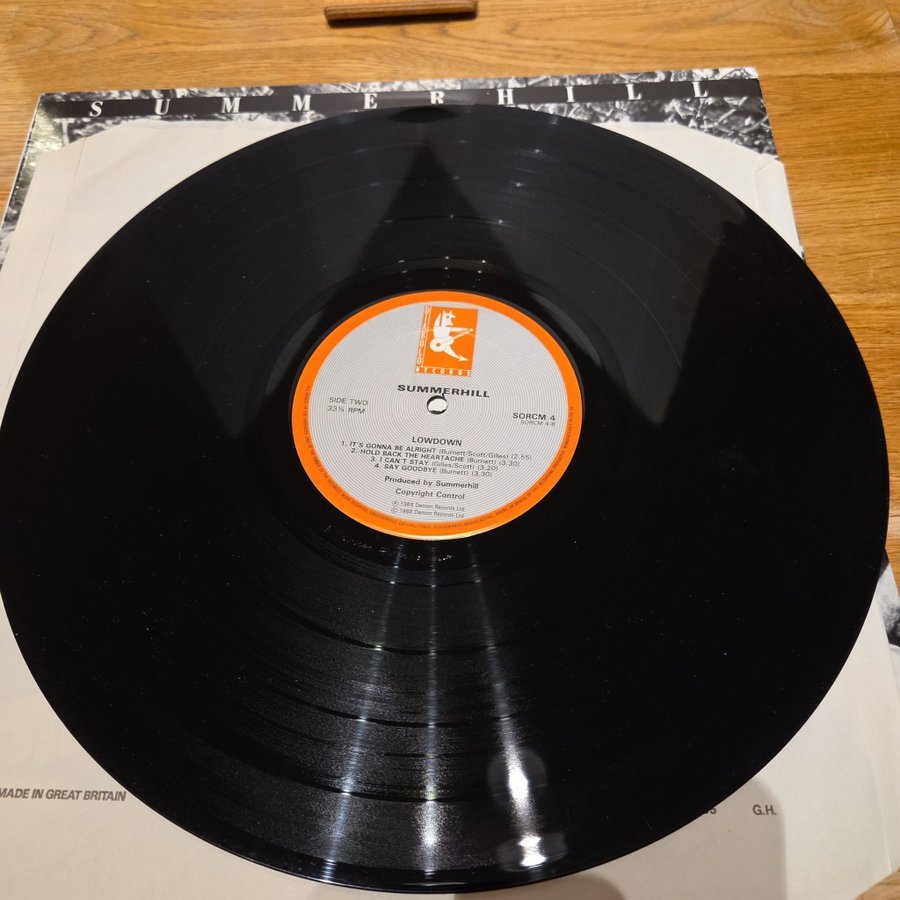 SUMMERHILL
RECORDS
SUMMERHILL
SIDE TWO
33⅓ RPM
SORCM 4
SORCM 4-B
LOWDOWN
1. IT'S GONNA BE ALRIGHT (Burnett/Scott/Gilles) (2.55)
2. HOLD BACK THE HEARTACHE (Burnett) (3.30)
3. I CAN'T STAY (Gilles/Scott) (3.20)
4. SAY GOODBYE (Burnett) (3.30)
Produced by Summerhill
Copyright Control
℗ 1988 Demon Records Ltd
© 1988 Demon Records Ltd
MADE IN GREAT BRITAIN
G.H.